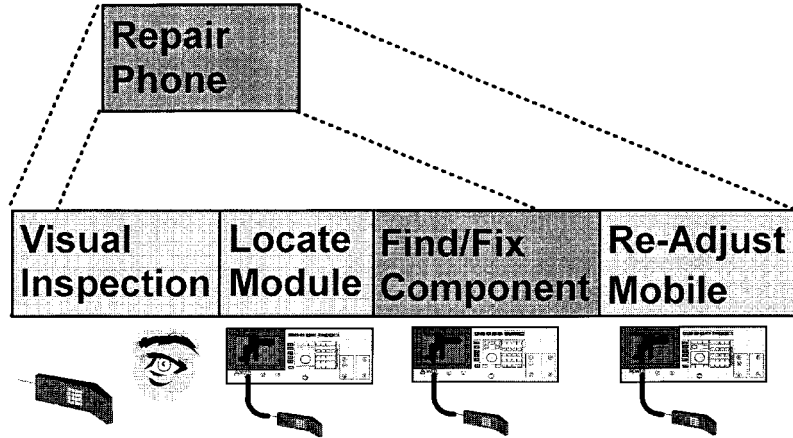 Repair
Phone
Visual
Inspection
Locate
Module
Find/Fix
Component
Re-Adjust
Mobile